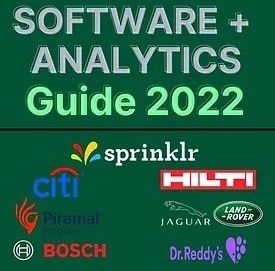 SOFTWARE +
ANALYTICS
Guide 2022
sprinklr
citi
HILTI
Piramal
Finance
JAGUAR
LAND-
ROVER
BOSCH
Dr.Reddy's